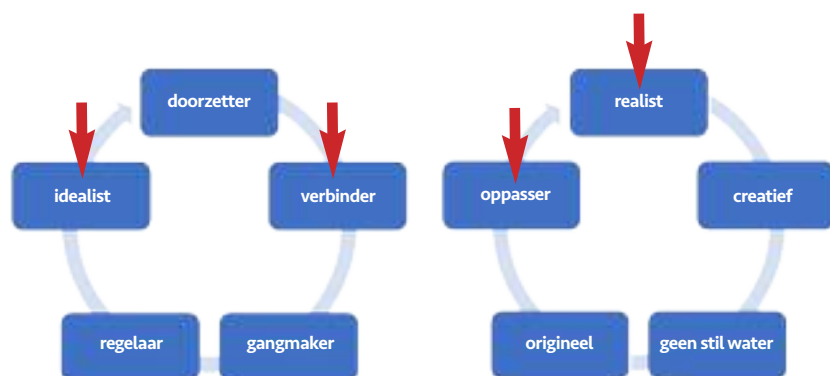 doorzetter
idealist
verbinder
regelaar
gangmaker
realist
oppasser
creatief
origineel
geen stil water